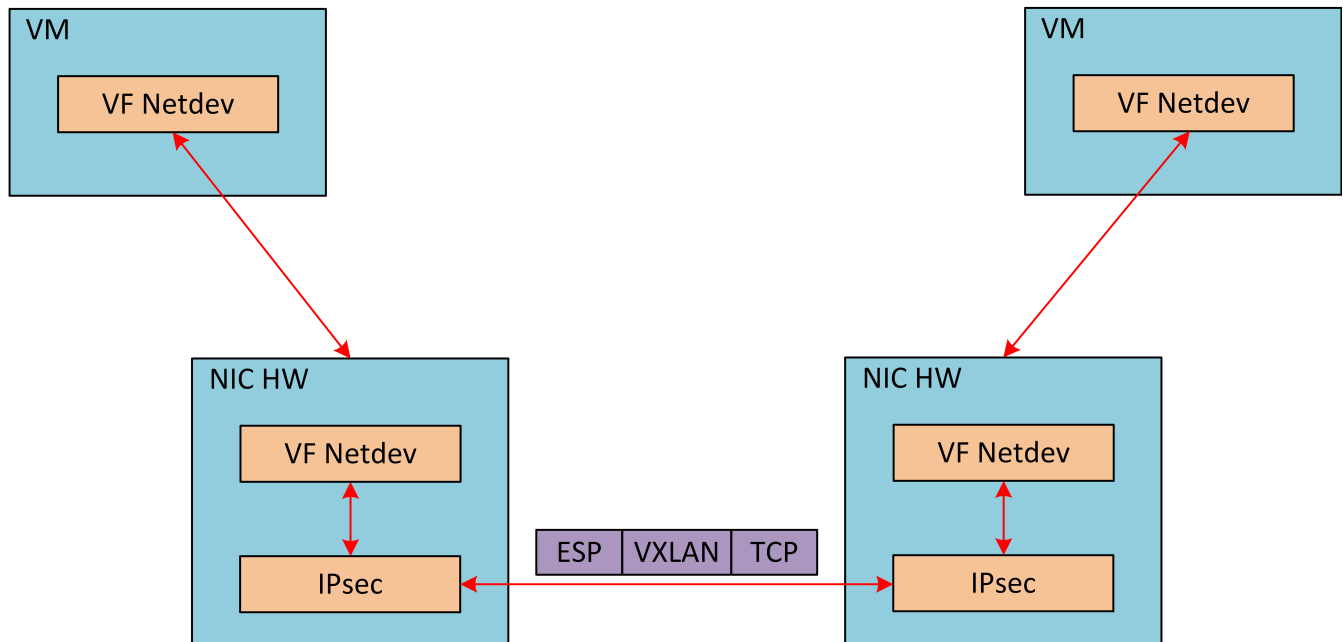 VM
VF Netdev
VM
VF Netdev
NIC HW
VF Netdev
IPsec
ESP VXLAN TCP
NIC HW
VF Netdev
IPsec